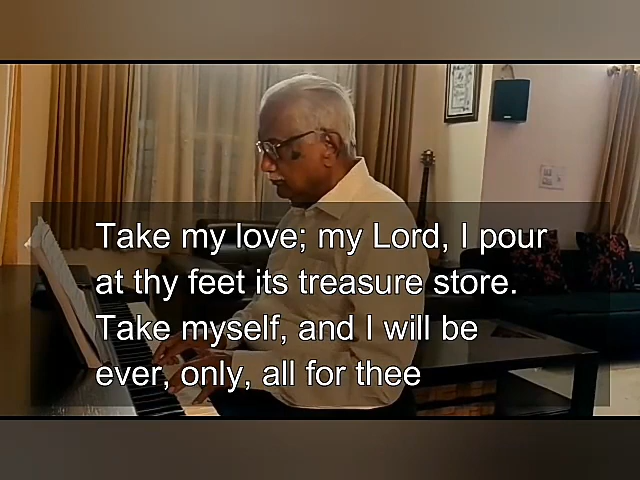 Take my love; my Lord, I pour
at thy feet its treasure store.
Take myself, and I will be
ever, only, all for thee